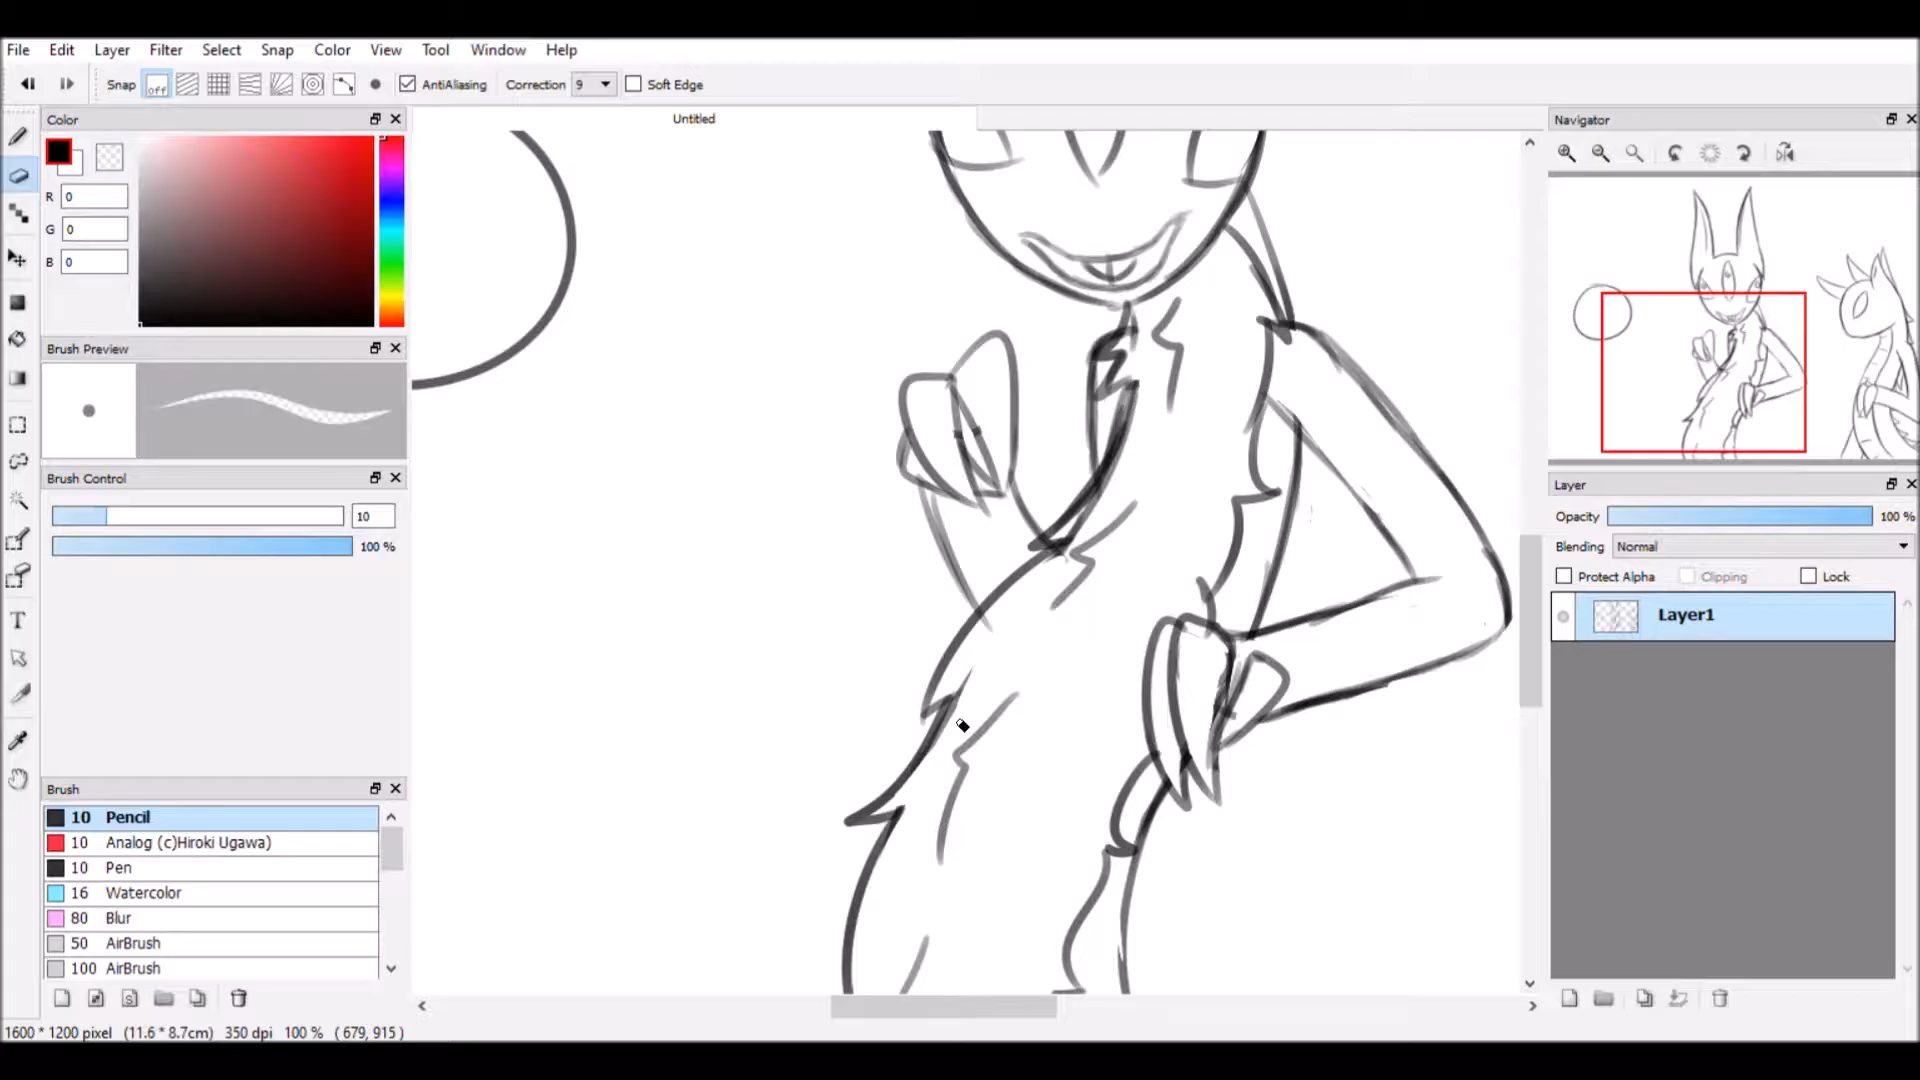 File Edit Layer Filter Select Snap Color View Tool Window Help
Snap off AntiAliasing Correction 9 Soft Edge
Color
Untitled
Navigator
R 0
G 0
B 0
Brush Preview
Brush Control
10
100 %
Layer
Opacity 100 %
Blending Normal
Protect Alpha Clipping Lock
Layer1
Brush
10 Pencil
10 Analog (c)Hiroki Ugawa)
10 Pen
16 Watercolor
80 Blur
50 AirBrush
100 AirBrush
1600 * 1200 pixel (11.6 * 8.7cm) 350 dpi 100 % ( 679, 915 )